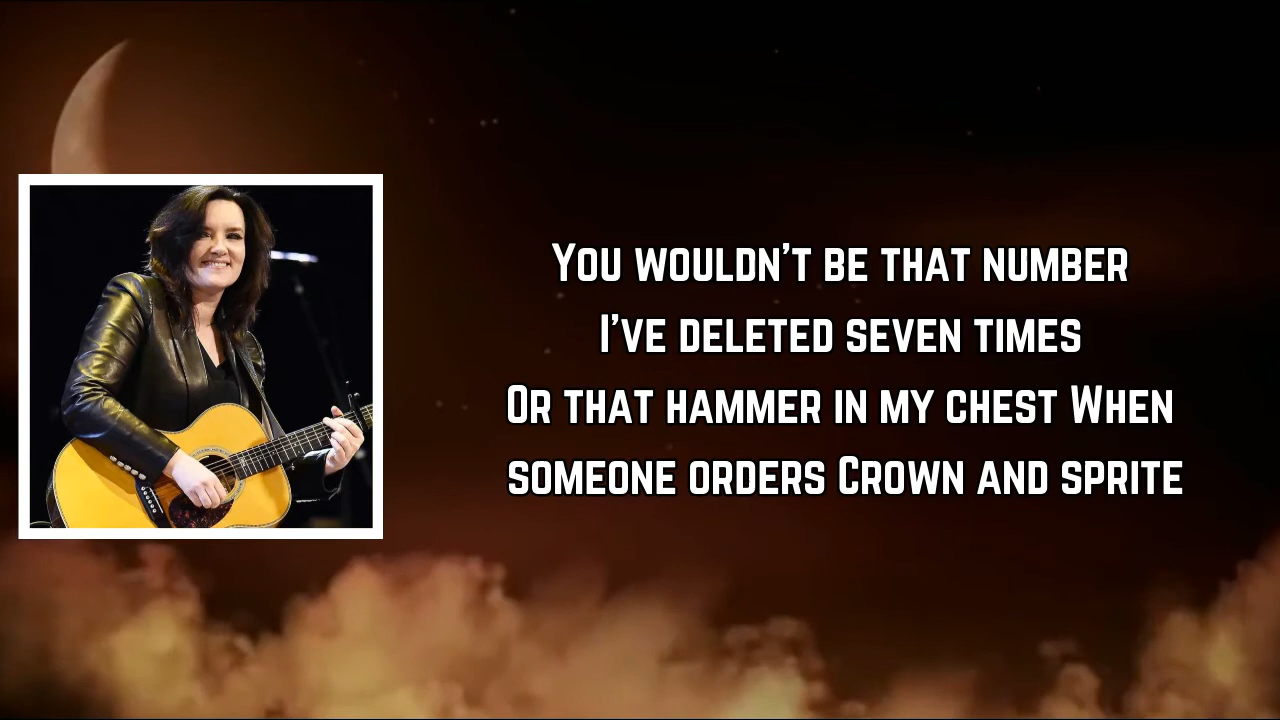 You wouldn't be that number
I've deleted seven times
Or that hammer in my chest When
someone orders Crown and sprite